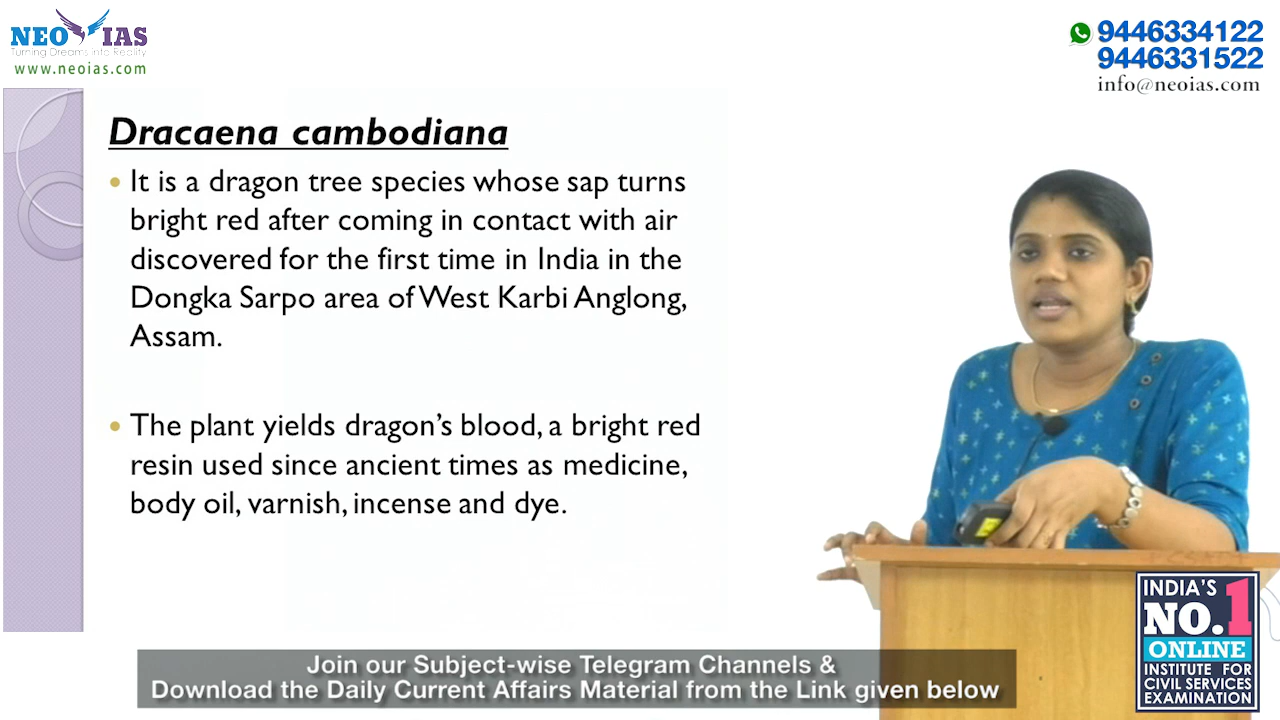 NEO IAS
Turning Dreams into Reality
www.neoias.com
9446334122
9446331522
info@neoias.com
Dracaena cambodiana
• It is a dragon tree species whose sap turns
bright red after coming in contact with air
discovered for the first time in India in the
Dongka Sarpo area of West Karbi Anglong,
Assam.
• The plant yields dragon’s blood, a bright red
resin used since ancient times as medicine,
body oil, varnish, incense and dye.
INDIA'S
NO.1
ONLINE
INSTITUTE FOR
CIVIL SERVICES
EXAMINATION
Join our Subject-wise Telegram Channels &
Download the Daily Current Affairs Material from the Link given below